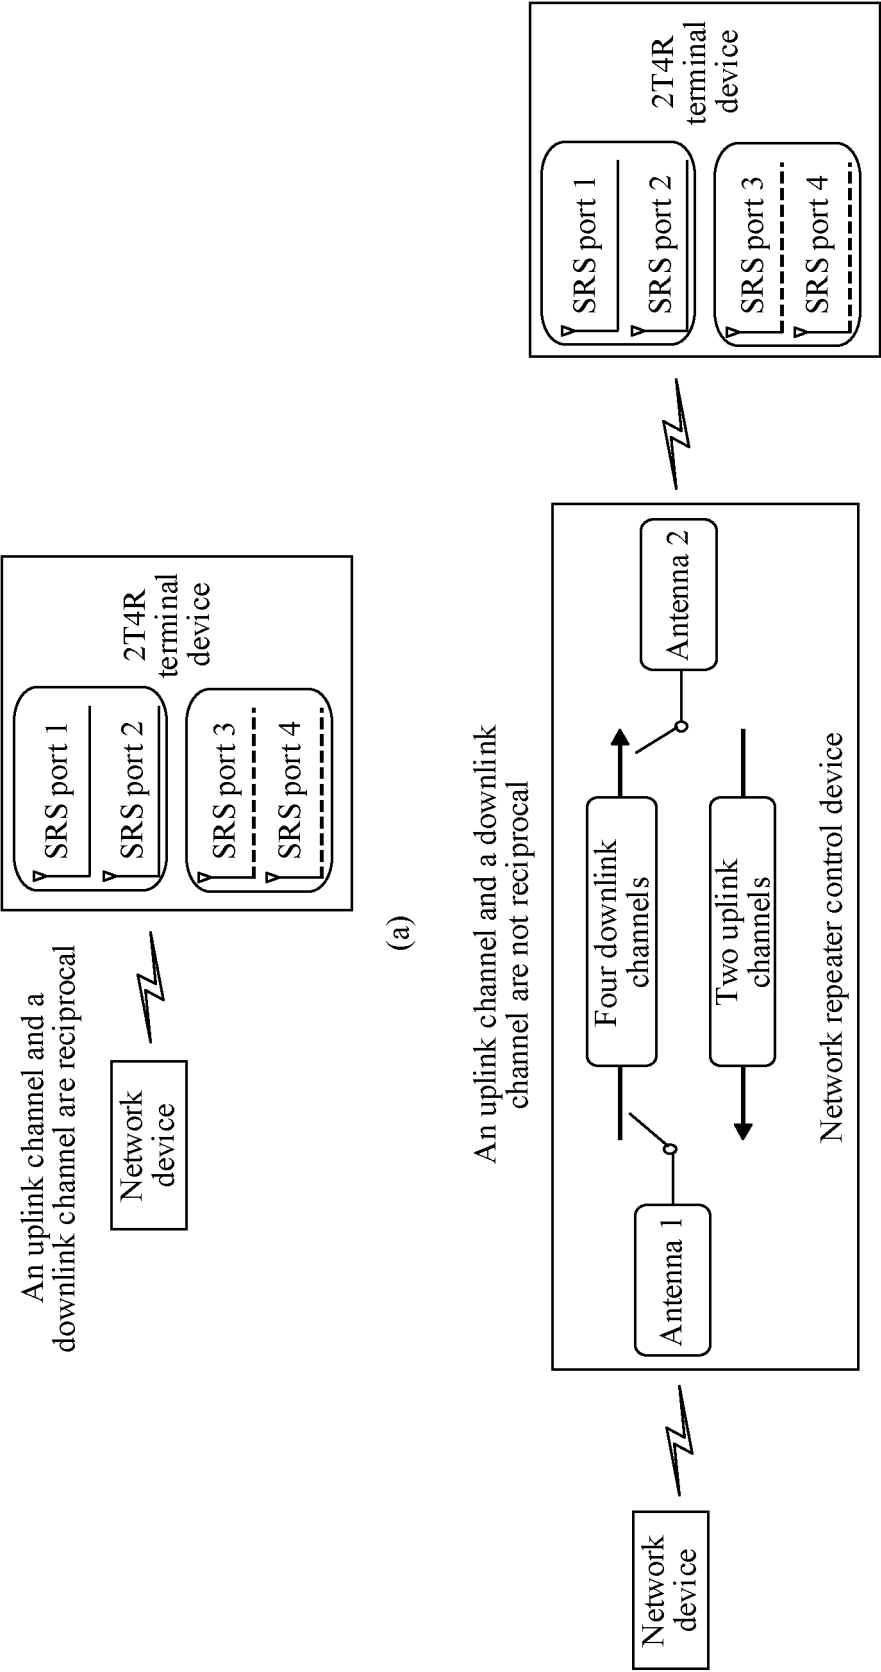 An uplink channel and a
downlink channel are reciprocal
Network
device
SRS port 1
SRS port 2
SRS port 3
SRS port 4
2T4R
terminal
device
(a)
An uplink channel and a downlink
channel are not reciprocal
Network
device
Antenna 1
Four downlink
channels
Two uplink
channels
Antenna 2
Network repeater control device
SRS port 1
SRS port 2
SRS port 3
SRS port 4
2T4R
terminal
device